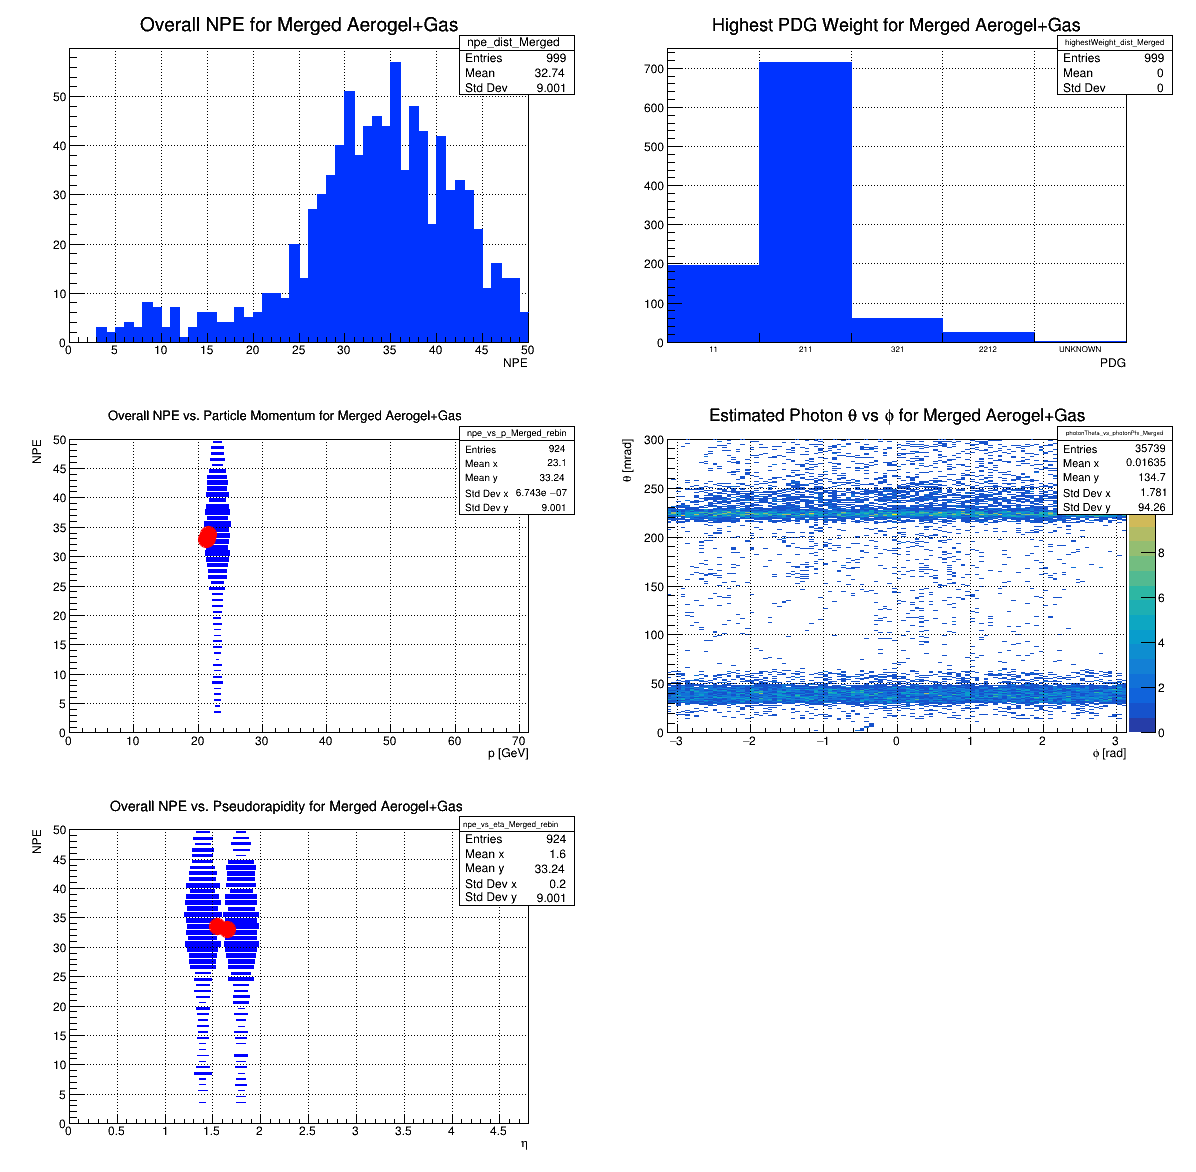 Overall NPE for Merged Aerogel+Gas
npe_dist_Merged
Entries 999
Mean 32.74
Std Dev 9.001
50
40
30
20
10
0
0 5 10 15 20 25 30 35 40 45 50
NPE
Highest PDG Weight for Merged Aerogel+Gas
highestWeight_dist_Merged
Entries 999
Mean 0
Std Dev 0
700
600
500
400
300
200
100
0
11 211 321 2212 UNKNOWN
PDG
Overall NPE vs. Particle Momentum for Merged Aerogel+Gas
npe_vs_p_Merged_rebin
Entries 924
Mean x 23.1
Mean y 33.24
Std Dev x 6.743e −07
Std Dev y 9.001
NPE
50
45
40
35
30
25
20
15
10
5
0
0 10 20 30 40 50 60 70
p [GeV]
Estimated Photon θ vs ϕ for Merged Aerogel+Gas
photonTheta_vs_photonPhi_Merged
Entries 35739
Mean x 0.01635
Mean y 134.7
Std Dev x 1.781
Std Dev y 94.26
θ [mrad]
300
250
200
150
100
50
0
−3 −2 −1 0 1 2 3
ϕ [rad]
8
6
4
2
0
Overall NPE vs. Pseudorapidity for Merged Aerogel+Gas
npe_vs_eta_Merged_rebin
Entries 924
Mean x 1.6
Mean y 33.24
Std Dev x 0.2
Std Dev y 9.001
NPE
50
45
40
35
30
25
20
15
10
5
0
0 0.5 1 1.5 2 2.5 3 3.5 4 4.5
η